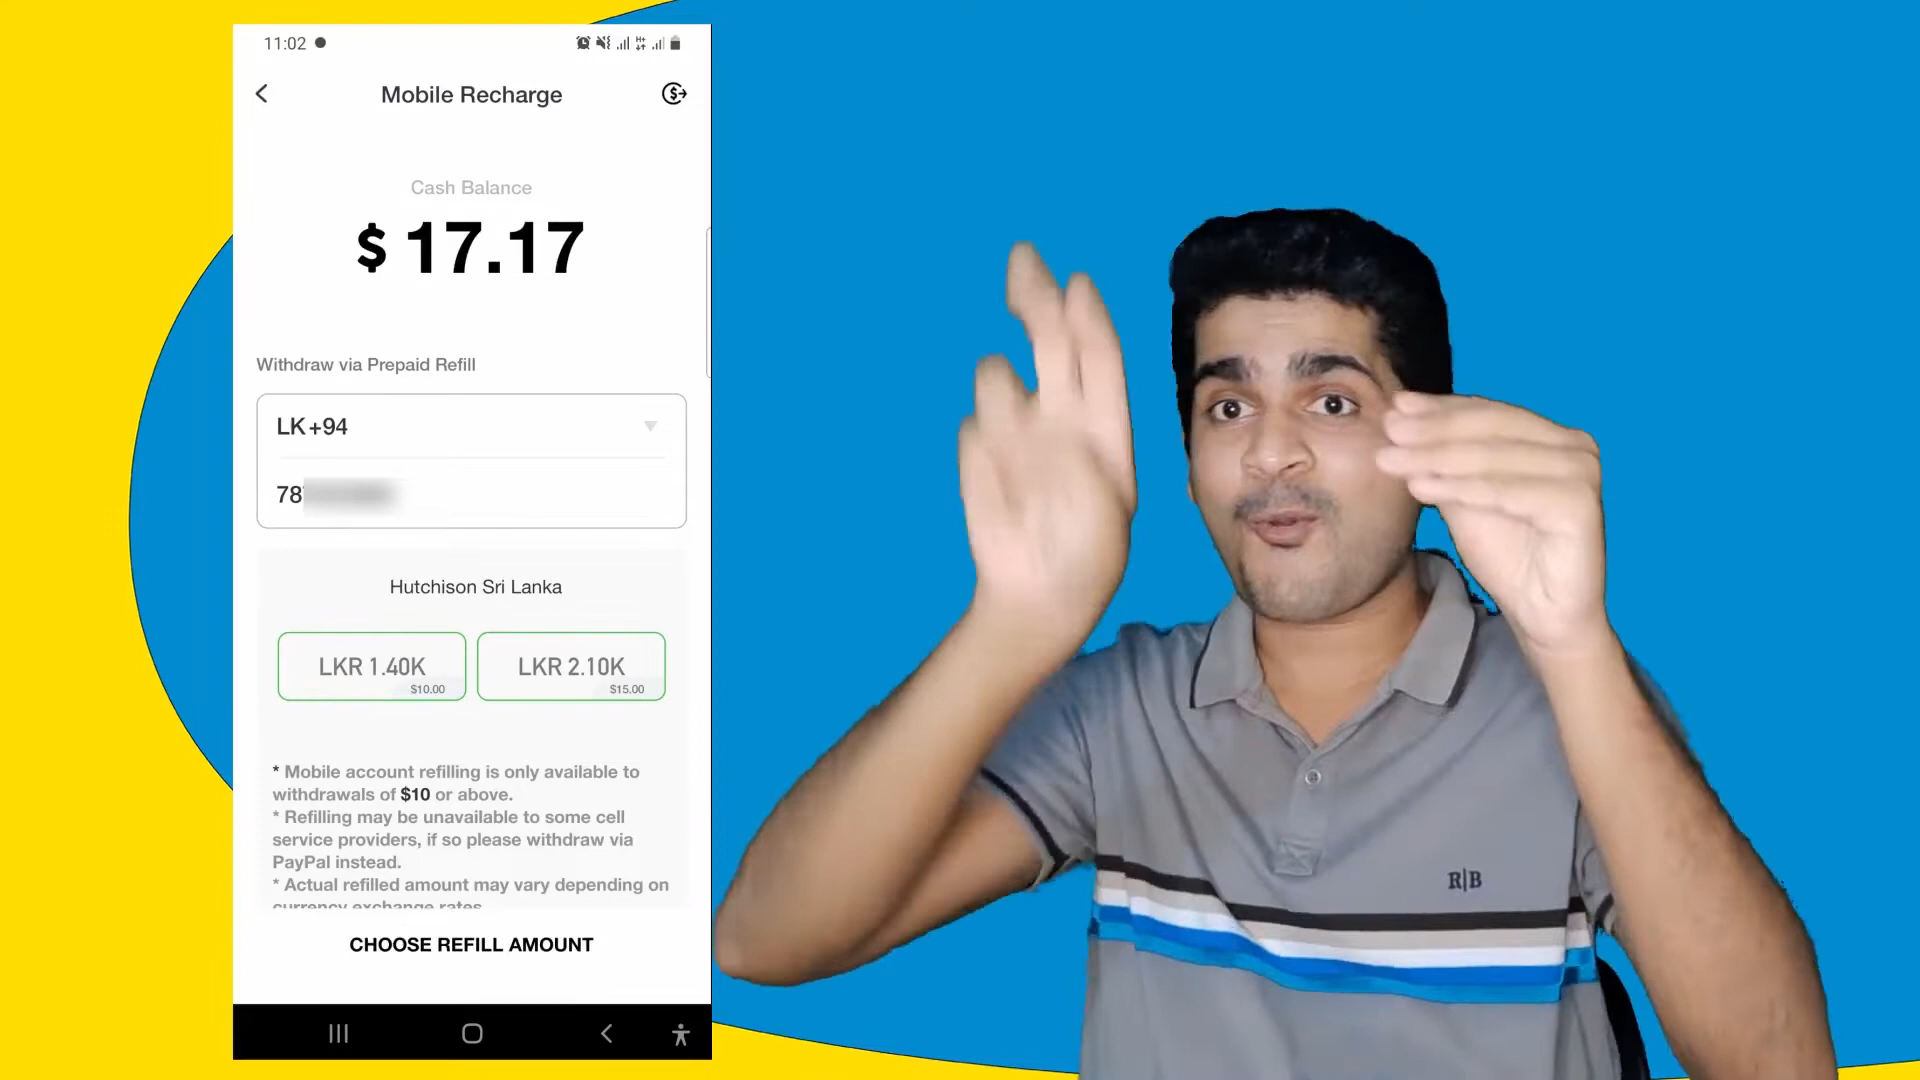 11:02
Mobile Recharge
Cash Balance
$ 17.17
Withdraw via Prepaid Refill
LK +94
78
Hutchison Sri Lanka
LKR 1.40K
$10.00
LKR 2.10K
$15.00
* Mobile account refilling is only available to
withdrawals of $10 or above.
* Refilling may be unavailable to some cell
service providers, if so please withdraw via
PayPal instead.
* Actual refilled amount may vary depending on
currency exchange rates
CHOOSE REFILL AMOUNT
R|B